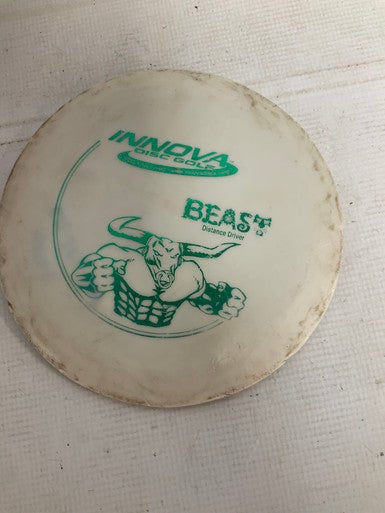 INNOVA
DISC GOLF
BEAST
Distance Driver